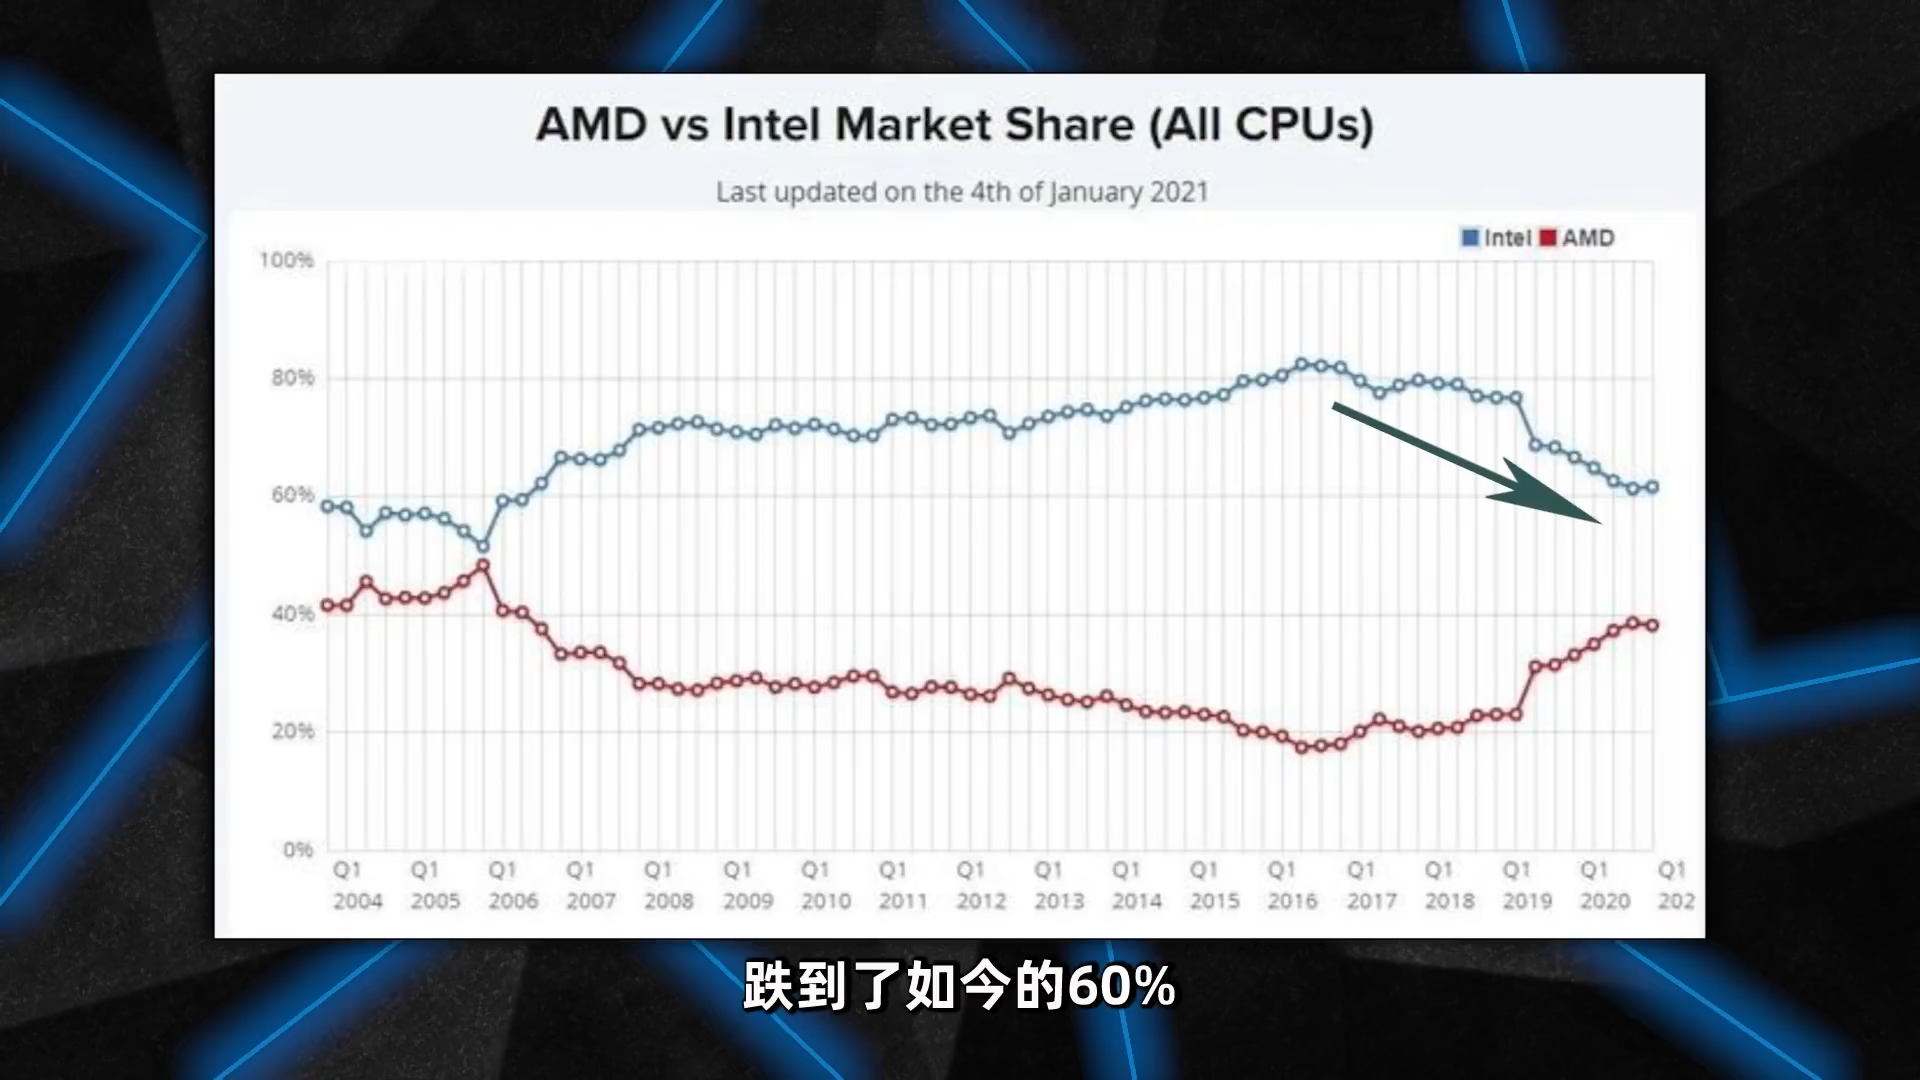 AMD vs Intel Market Share (All CPUs)
Last updated on the 4th of January 2021
Intel AMD
100%
80%
60%
40%
20%
0%
Q1 Q1 Q1 Q1 Q1 Q1 Q1 Q1 Q1 Q1 Q1 Q1 Q1 Q1 Q1 Q1 Q1 Q1
2004 2005 2006 2007 2008 2009 2010 2011 2012 2013 2014 2015 2016 2017 2018 2019 2020 202
跌到了如今的60%